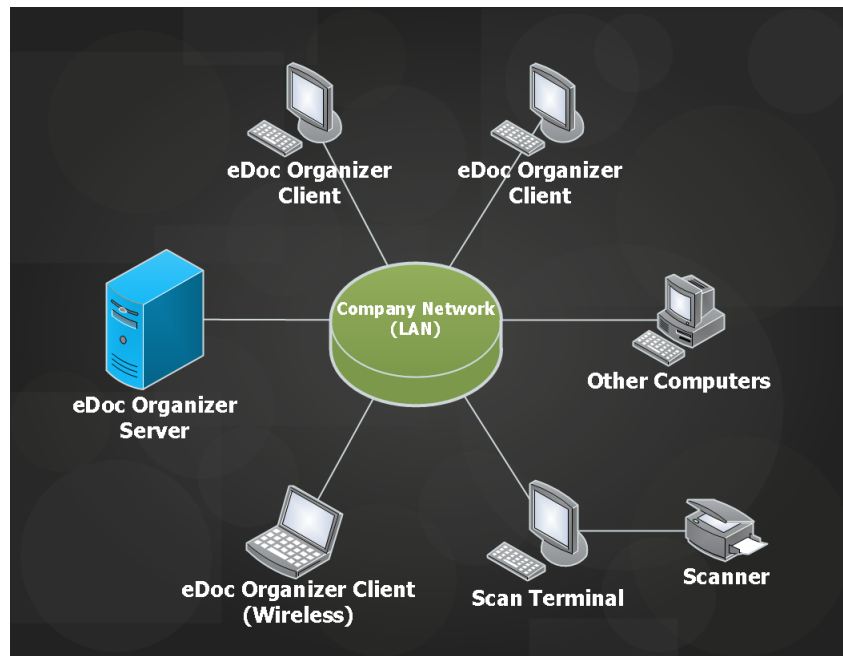 eDoc Organizer
Client
eDoc Organizer
Client
Company Network
(LAN)
Other Computers
eDoc Organizer
Server
eDoc Organizer Client
(Wireless)
Scan Terminal
Scanner